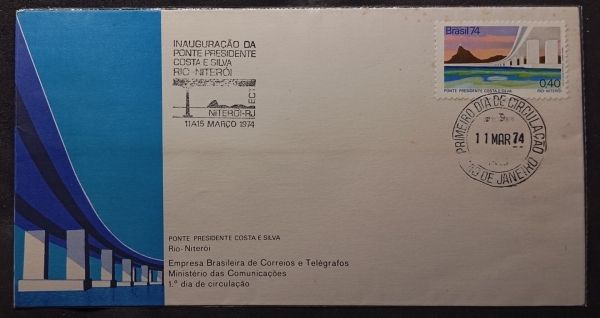 INAUGURAÇÃO DA
PONTE PRESIDENTE
COSTA E SILVA
RIO-NITERÓI
ECT
NITERÓI-RJ
11A15 MARÇO 1974
Brasil 74
0,40
PONTE PRESIDENTE COSTA E SILVA RIO-NITERÓI
PRIMEIRO DIA DE CIRCULAÇÃO
11 MAR 74
RIO DE JANEIRO
PONTE PRESIDENTE COSTA E SILVA
Rio-Niterói
Empresa Brasileira de Correios e Telégrafos
Ministério das Comunicações
1.º dia de circulação